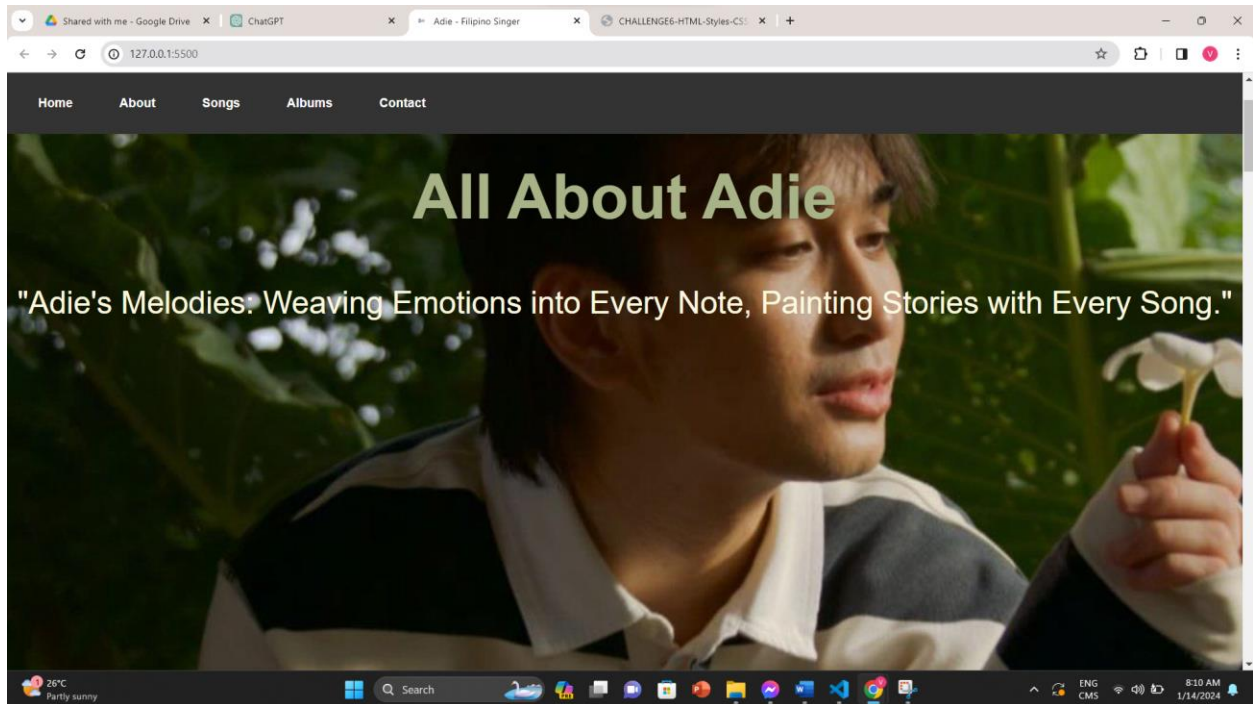 Shared with me - Google Drive
ChatGPT
Adie - Filipino Singer
CHALLENGE6-HTML-Styles-CSS
127.0.0.1:5500
V
Home About Songs Albums Contact
All About Adie
"Adie's Melodies: Weaving Emotions into Every Note, Painting Stories with Every Song."
1
26°C
Partly sunny
Search
ENG
CMS
8:10 AM
1/14/2024